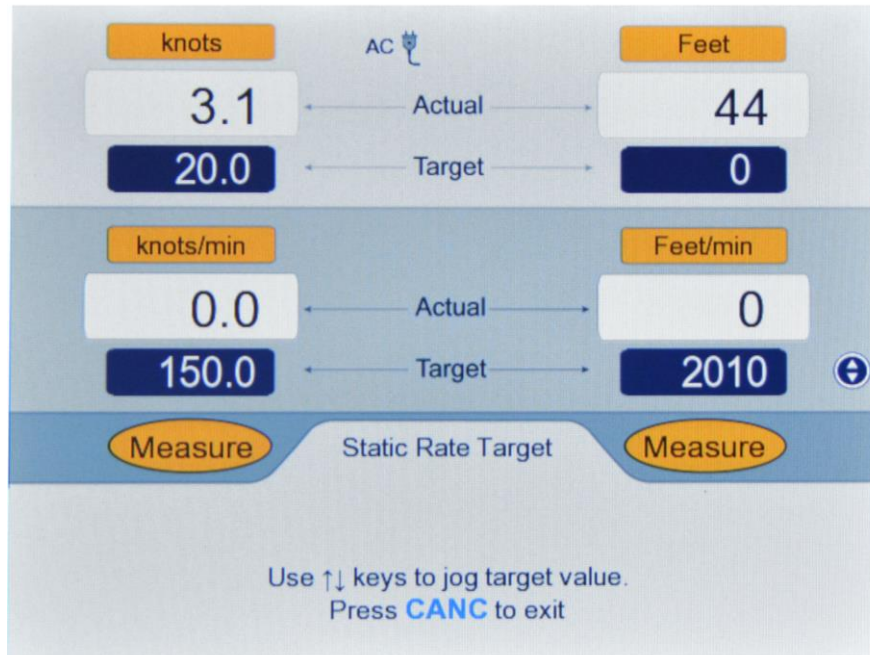 knots AC Feet
3.1 Actual 44
20.0 Target 0
knots/min Feet/min
0.0 Actual 0
150.0 Target 2010
Measure Static Rate Target Measure
Use ↑↓ keys to jog target value.
Press CANC to exit